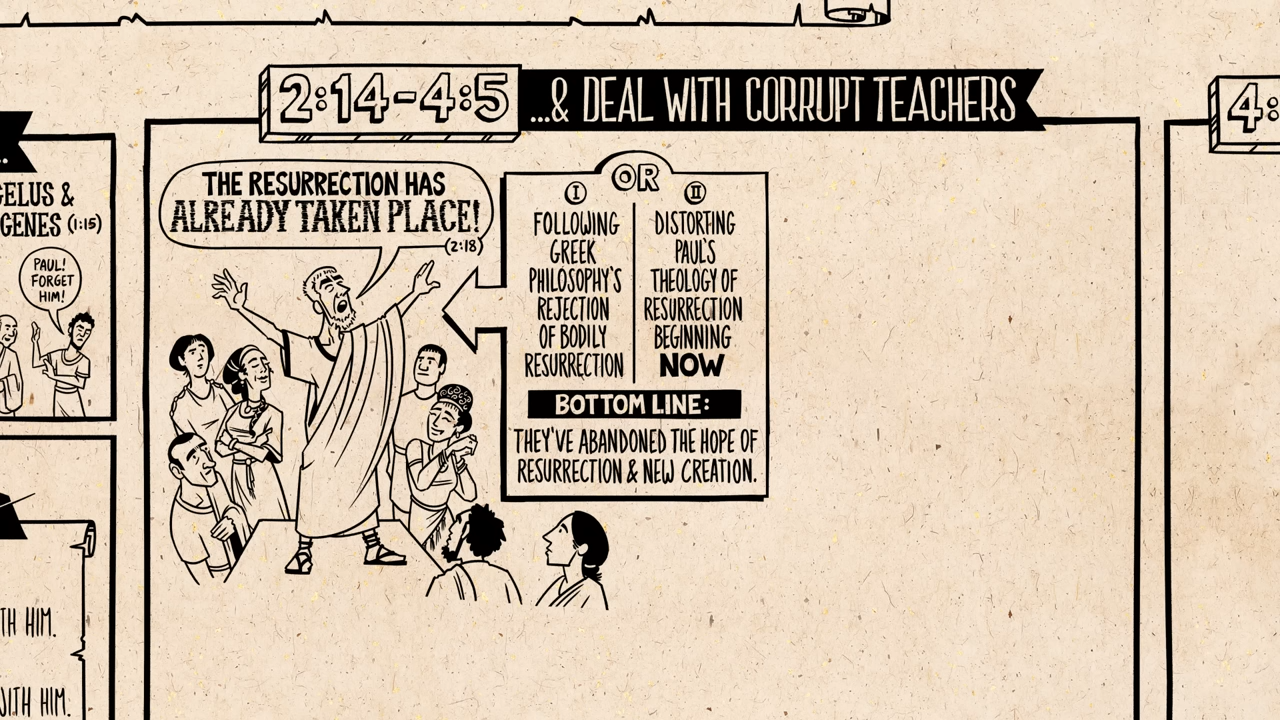 2:14-4:5 ...& DEAL WITH CORRUPT TEACHERS
4:
..
GELUS &
GENES (1:15)
PAUL!
FORGET
HIM!
TH HIM.
WITH HIM.
THE RESURRECTION HAS
ALREADY TAKEN PLACE!
(2:18)
OR
I
FOLLOWING
GREEK
PHILOSOPHY'S
REJECTION
OF BODILY
RESURRECTION
II
DISTORTING
PAUL'S
THEOLOGY OF
RESURRECTION
BEGINNING
NOW
BOTTOM LINE:
THEY'VE ABANDONED THE HOPE OF
RESURRECTION & NEW CREATION.